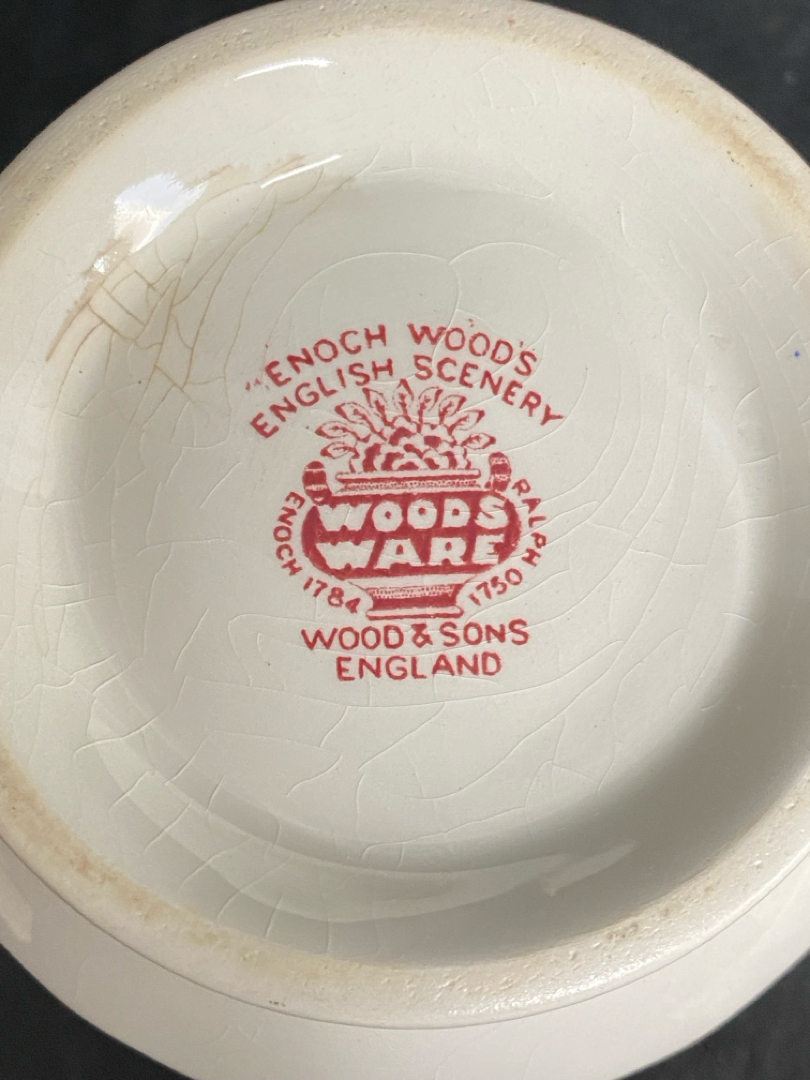 ENOCH WOOD'S
ENGLISH SCENERY
WOODS
WARE
ENOCH 1784
RALPH 1750
WOOD & SONS
ENGLAND